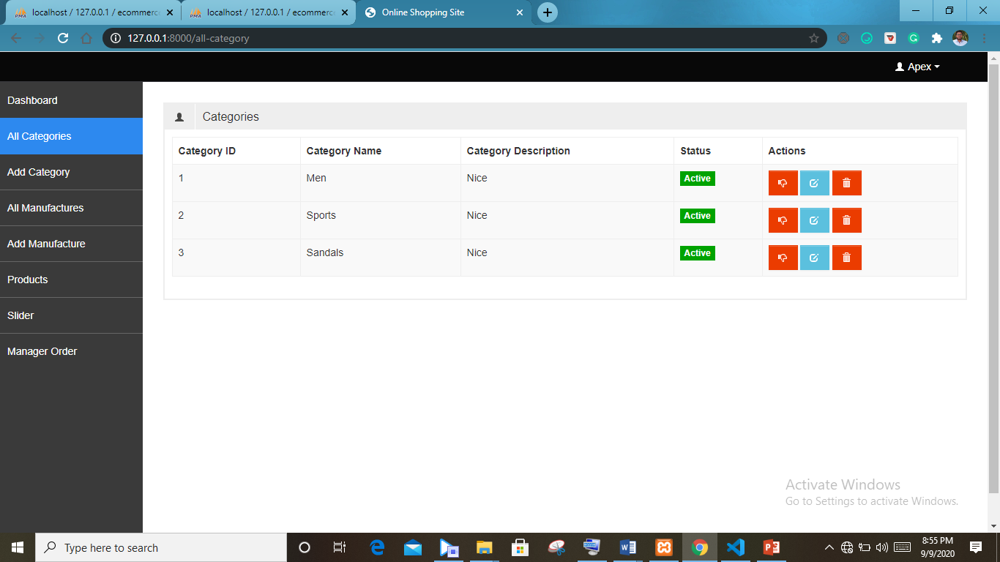 localhost / 127.0.0.1 / ecommerc
localhost / 127.0.0.1 / ecommerc
Online Shopping Site
127.0.0.1:8000/all-category
Apex
Dashboard
All Categories
Add Category
All Manufactures
Add Manufacture
Products
Slider
Manager Order
Categories
Category ID Category Name Category Description Status Actions
1 Men Nice Active
2 Sports Nice Active
3 Sandals Nice Active
Activate Windows
Go to Settings to activate Windows.
Type here to search
8:55 PM
9/9/2020